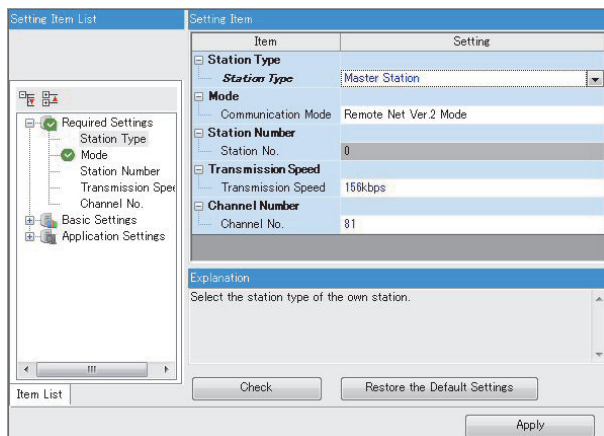 Setting Item List
Setting Item
Item Setting
Station Type
Station Type Master Station
Mode
Communication Mode Remote Net Ver.2 Mode
Station Number
Station No. 0
Transmission Speed
Transmission Speed 156kbps
Channel Number
Channel No. 81
Required Settings
Station Type
Mode
Station Number
Transmission Spee
Channel No.
Basic Settings
Application Settings
Item List
Explanation
Select the station type of the own station.
Check Restore the Default Settings
Apply